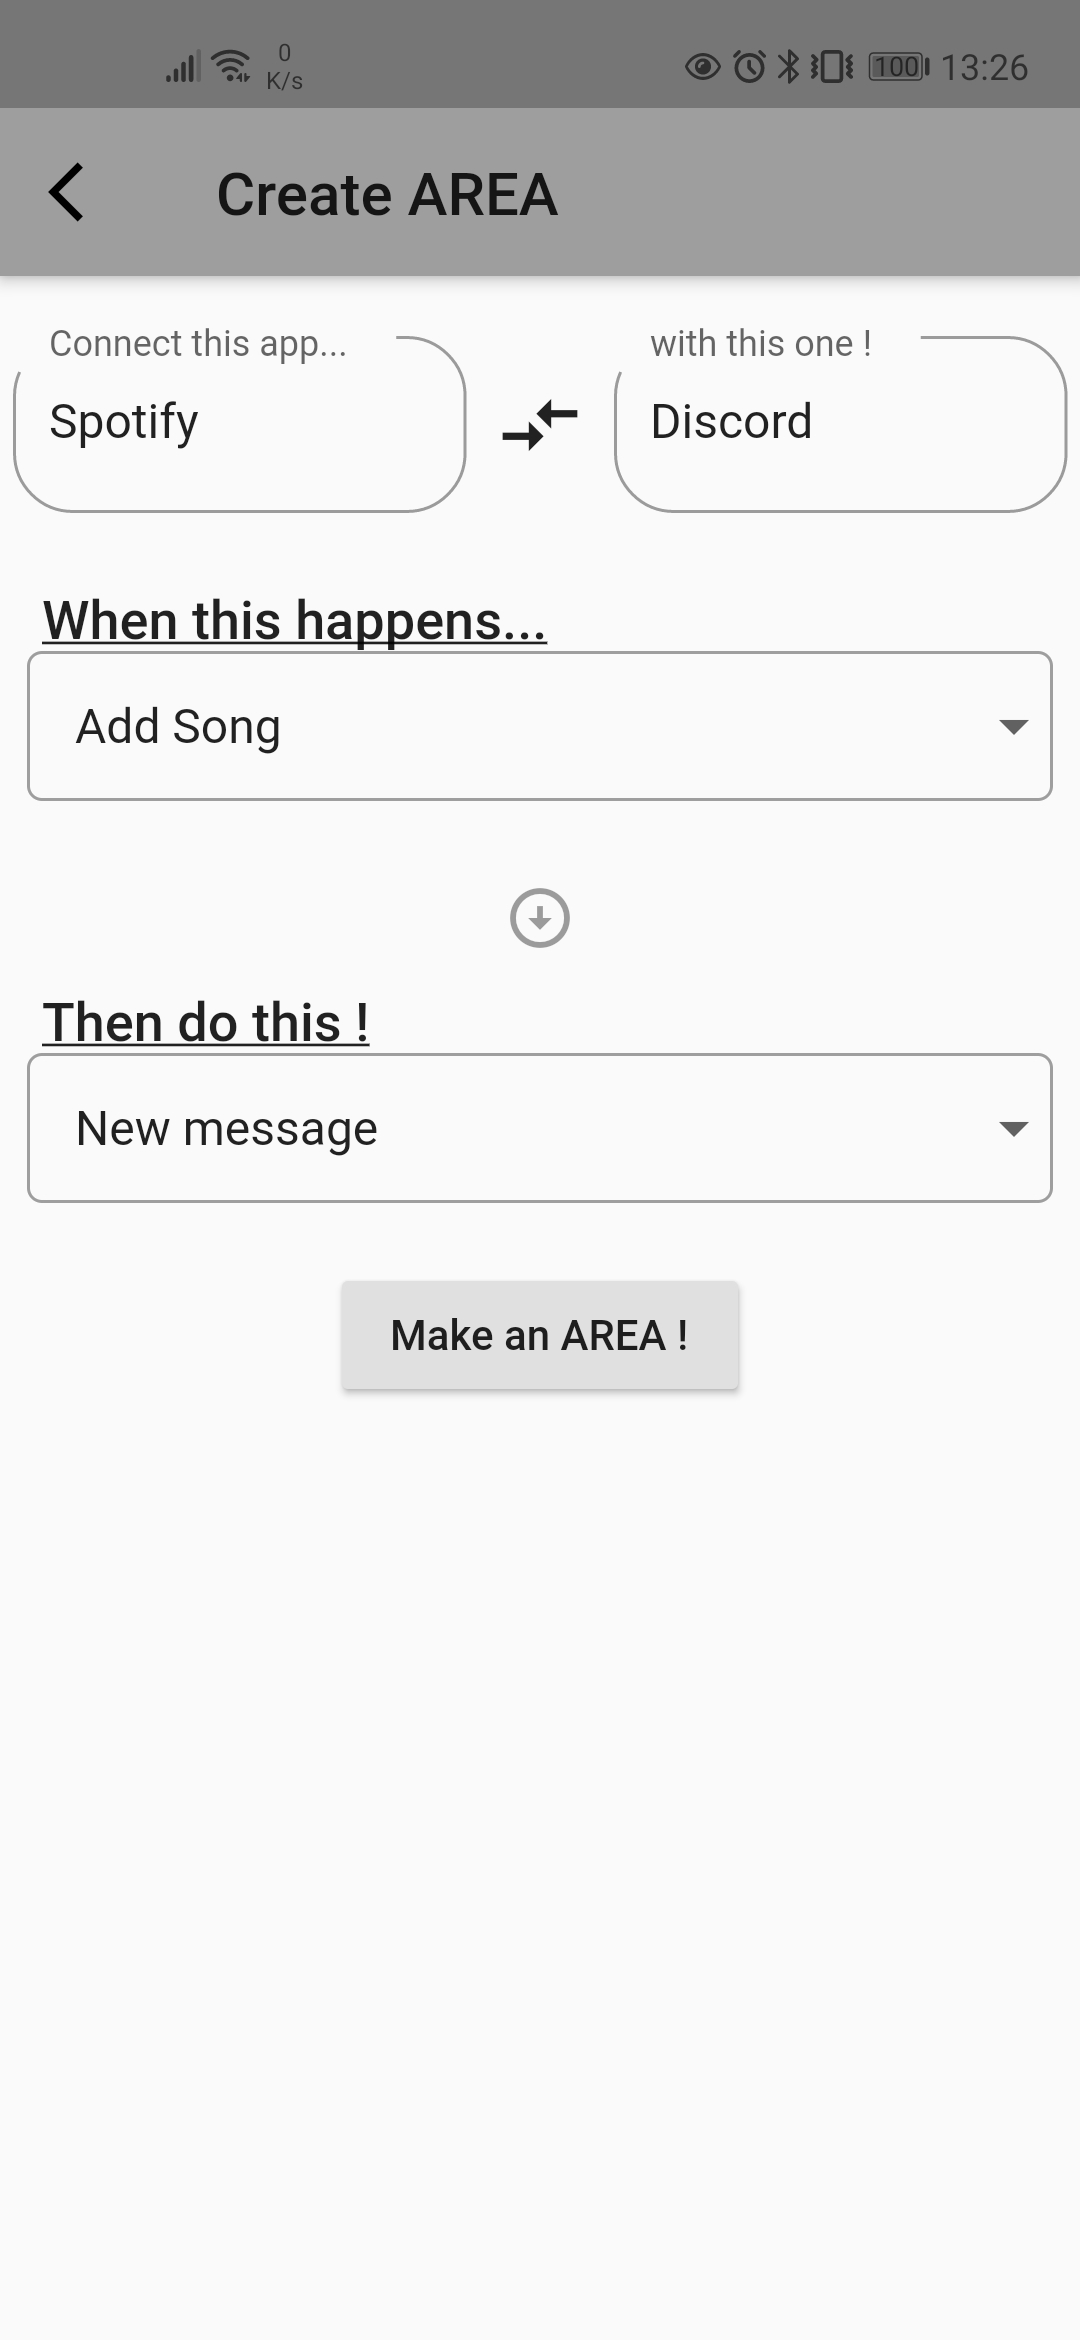 0
K/s
100
13:26
Create AREA
Connect this app...
with this one !
Spotify
Discord
When this happens...
Add Song
Then do this !
New message
Make an AREA !